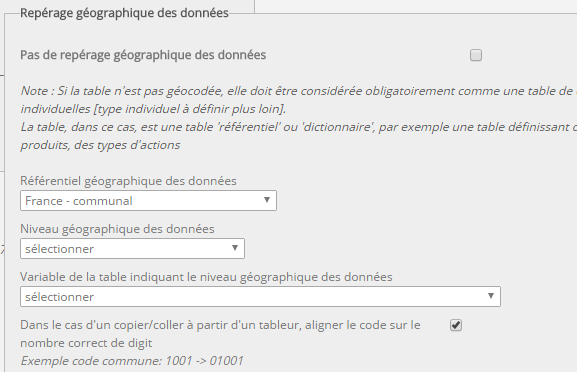 Repérage géographique des données
Pas de repérage géographique des données
Note : Si la table n'est pas géocodée, elle doit être considérée obligatoirement comme une table de
individuelles [type individuel à définir plus loin].
La table, dans ce cas, est une table 'référentiel' ou 'dictionnaire', par exemple une table définissant
produits, des types d'actions
Référentiel géographique des données
France - communal
Niveau géographique des données
sélectionner
Variable de la table indiquant le niveau géographique des données
sélectionner
Dans le cas d'un copier/coller à partir d'un tableur, aligner le code sur le
nombre correct de digit
Exemple code commune: 1001 -> 01001